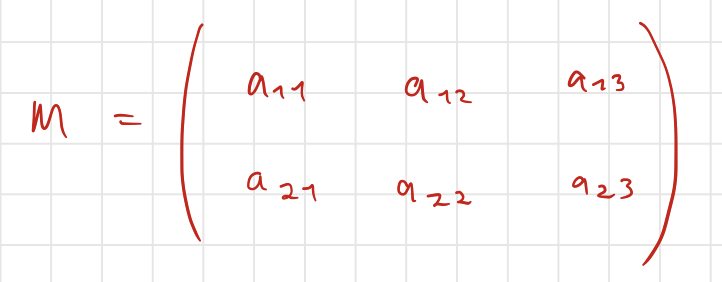 a₁₁ a₁₂ a₁₃
m =
a₂₁ a₂₂ a₂₃